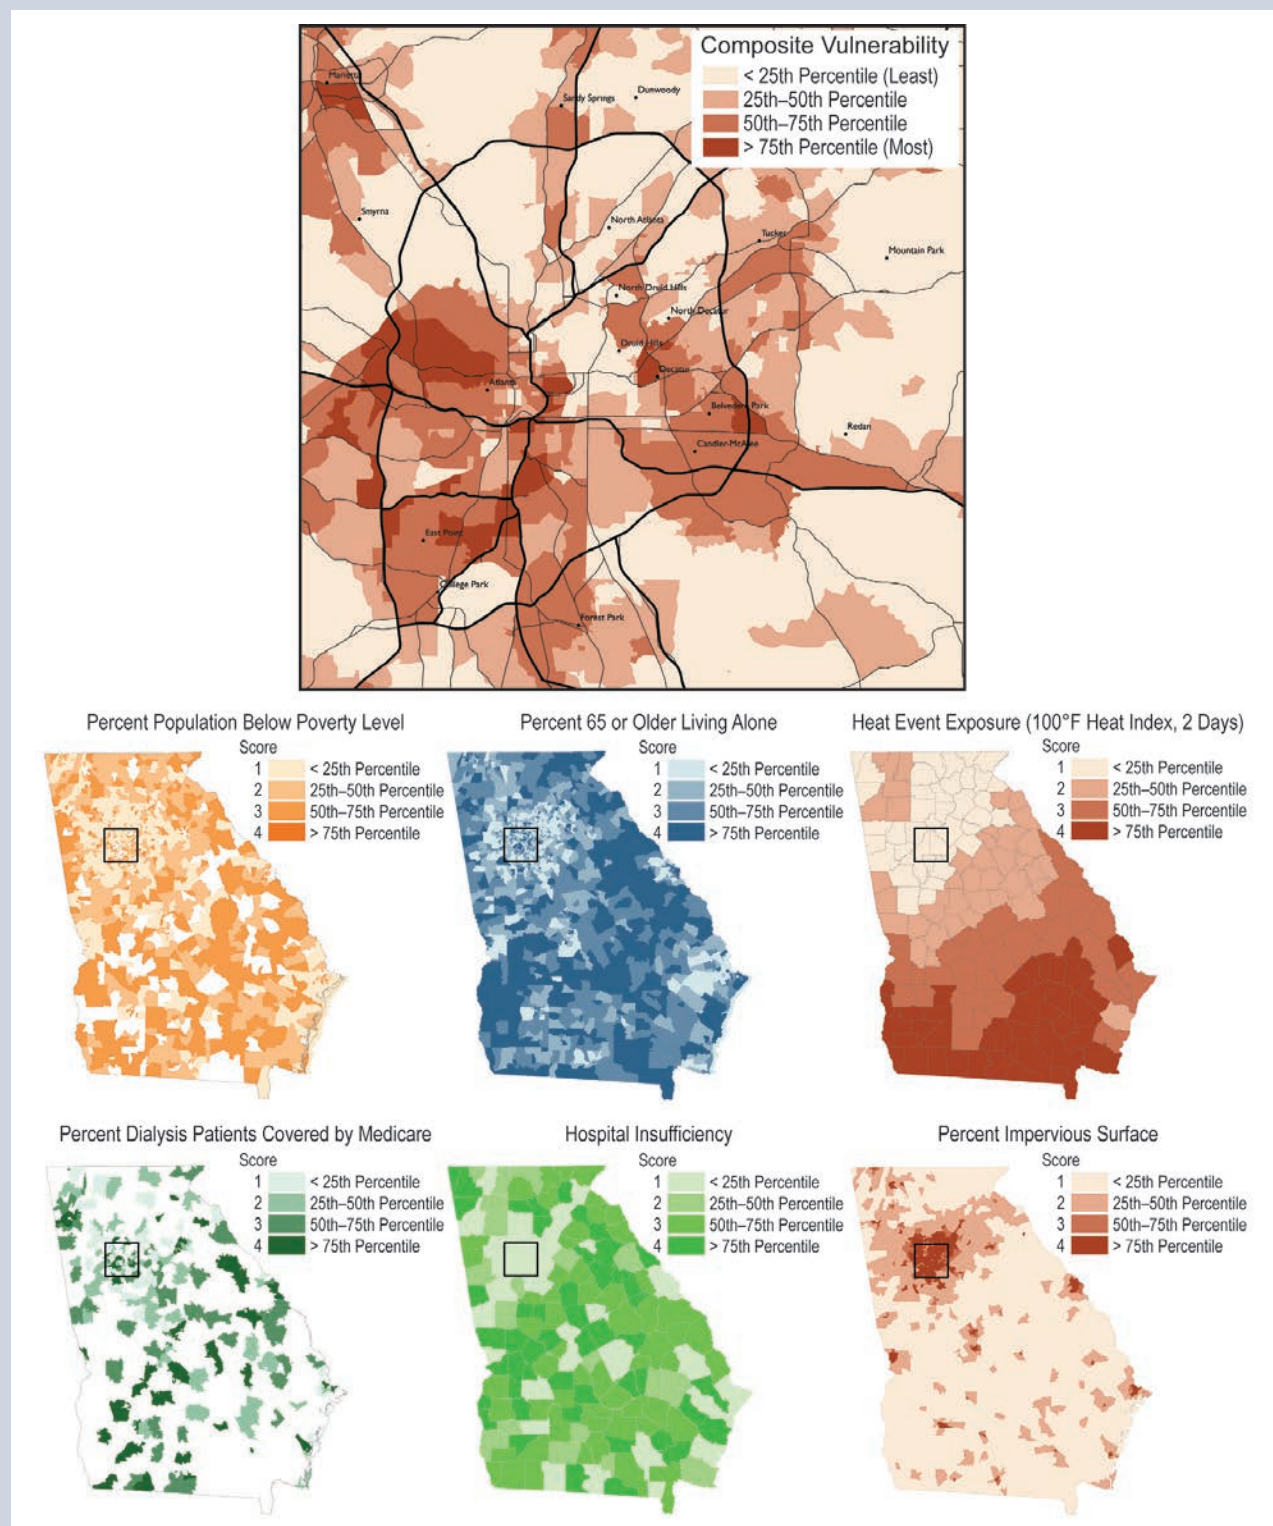 Composite Vulnerability
< 25th Percentile (Least)
25th–50th Percentile
50th–75th Percentile
> 75th Percentile (Most)
Marietta
Sandy Springs
Dunwoody
Smyrna
North Atlanta
Tucker
Mountain Park
North Druid Hills
North Decatur
Druid Hills
Decatur
Atlanta
Belvedere Park
Redan
Candler-McAfee
East Point
College Park
Forest Park
Percent Population Below Poverty Level
Score
1 < 25th Percentile
2 25th–50th Percentile
3 50th–75th Percentile
4 > 75th Percentile
Percent 65 or Older Living Alone
Score
1 < 25th Percentile
2 25th–50th Percentile
3 50th–75th Percentile
4 > 75th Percentile
Heat Event Exposure (100°F Heat Index, 2 Days)
Score
1 < 25th Percentile
2 25th–50th Percentile
3 50th–75th Percentile
4 > 75th Percentile
Percent Dialysis Patients Covered by Medicare
Score
1 < 25th Percentile
2 25th–50th Percentile
3 50th–75th Percentile
4 > 75th Percentile
Hospital Insufficiency
Score
1 < 25th Percentile
2 25th–50th Percentile
3 50th–75th Percentile
4 > 75th Percentile
Percent Impervious Surface
Score
1 < 25th Percentile
2 25th–50th Percentile
3 50th–75th Percentile
4 > 75th Percentile